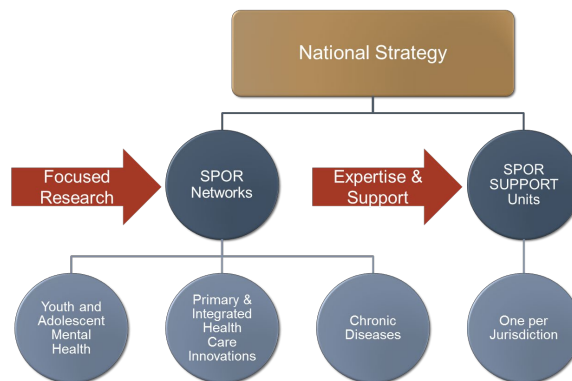 National Strategy
Focused
Research
SPOR
Networks
Expertise &
Support
SPOR
SUPPORT
Units
Youth and
Adolescent
Mental
Health
Primary &
Integrated
Health
Care
Innovations
Chronic
Diseases
One per
Jurisdiction